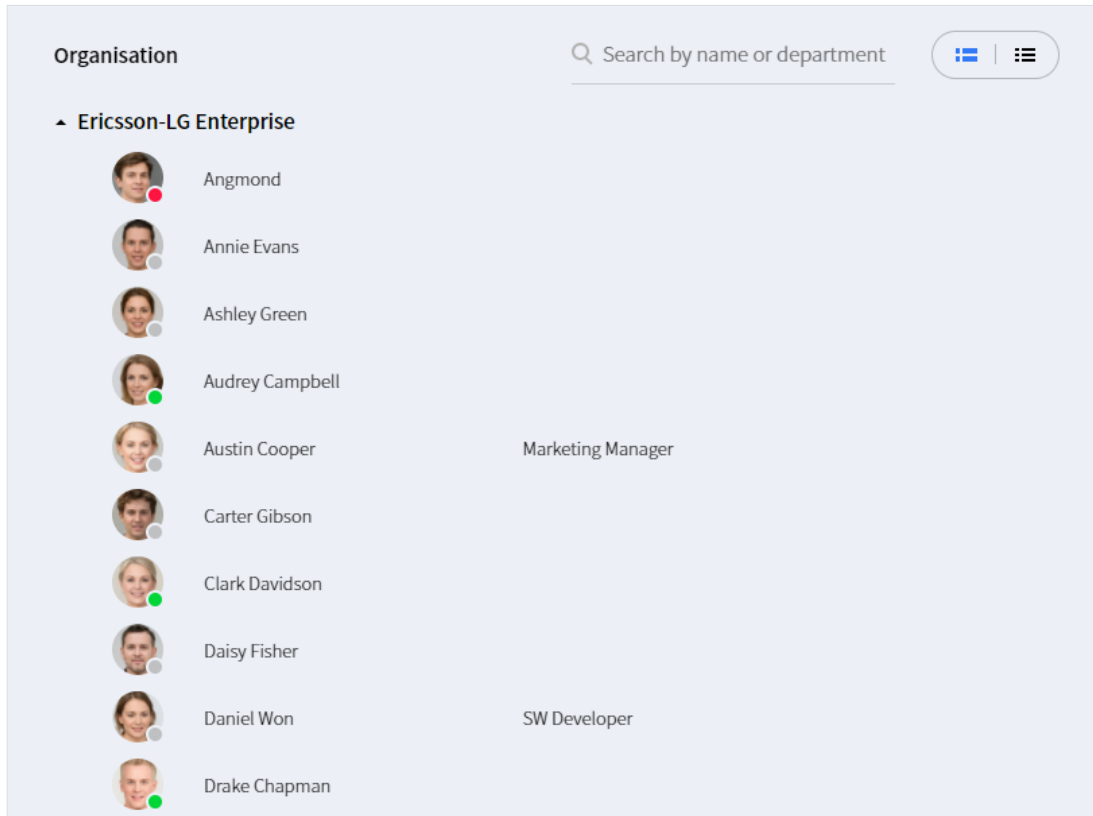 Organisation
Search by name or department
Ericsson-LG Enterprise
Angmond
Annie Evans
Ashley Green
Audrey Campbell
Austin Cooper Marketing Manager
Carter Gibson
Clark Davidson
Daisy Fisher
Daniel Won SW Developer
Drake Chapman